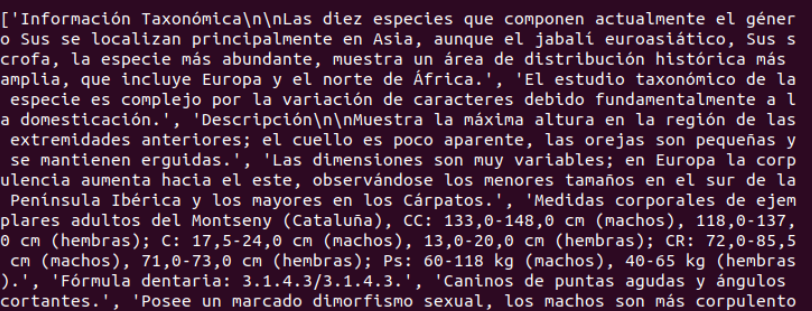 ['Información Taxonómica\n\nLas diez especies que componen actualmente el géner
o Sus se localizan principalmente en Asia, aunque el jabalí euroasiático, Sus s
crofa, la especie más abundante, muestra un área de distribución histórica más
amplia, que incluye Europa y el norte de África.', 'El estudio taxonómico de la
 especie es complejo por la variación de caracteres debido fundamentalmente a l
a domesticación.', 'Descripción\n\nMuestra la máxima altura en la región de las
 extremidades anteriores; el cuello es poco aparente, las orejas son pequeñas y
 se mantienen erguidas.', 'Las dimensiones son muy variables; en Europa la corp
ulencia aumenta hacia el este, observándose los menores tamaños en el sur de la
 Península Ibérica y los mayores en los Cárpatos.', 'Medidas corporales de ejem
plares adultos del Montseny (Cataluña), CC: 133,0-148,0 cm (machos), 118,0-137,
0 cm (hembras); C: 17,5-24,0 cm (machos), 13,0-20,0 cm (hembras); CR: 72,0-85,5
 cm (machos), 71,0-73,0 cm (hembras); Ps: 60-118 kg (machos), 40-65 kg (hembras
).', 'Fórmula dentaria: 3.1.4.3/3.1.4.3.', 'Caninos de puntas agudas y ángulos
cortantes.', 'Posee un marcado dimorfismo sexual, los machos son más corpulento